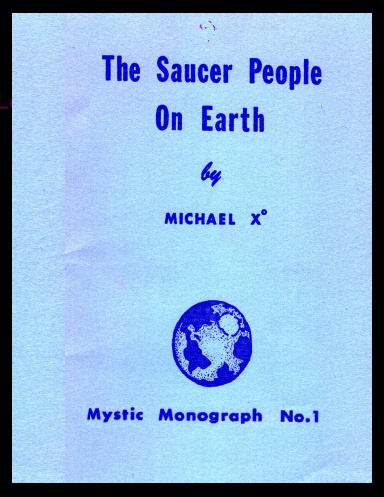 The Saucer People
On Earth
by
MICHAEL X°
Mystic Monograph No.1